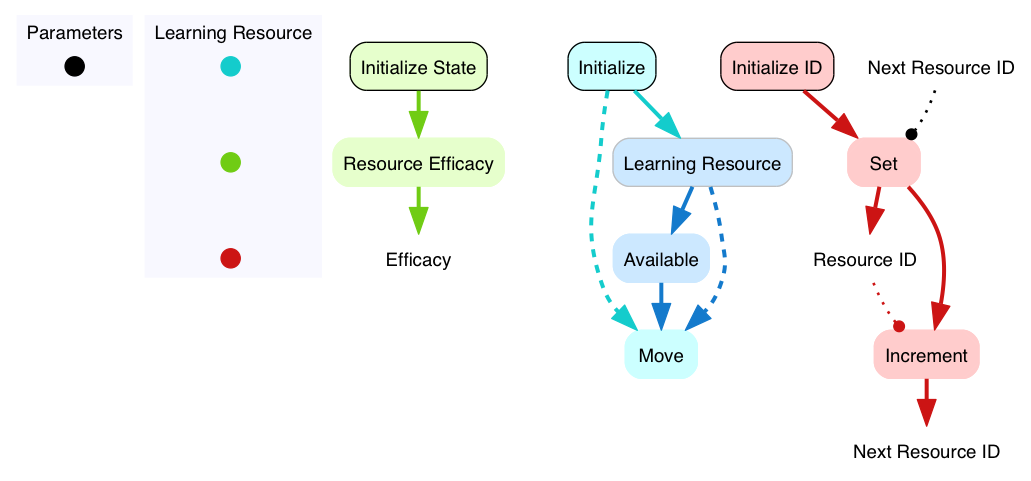 Parameters
Learning Resource
Initialize State
Initialize
Initialize ID
Next Resource ID
Resource Efficacy
Learning Resource
Set
Efficacy
Available
Resource ID
Move
Increment
Next Resource ID